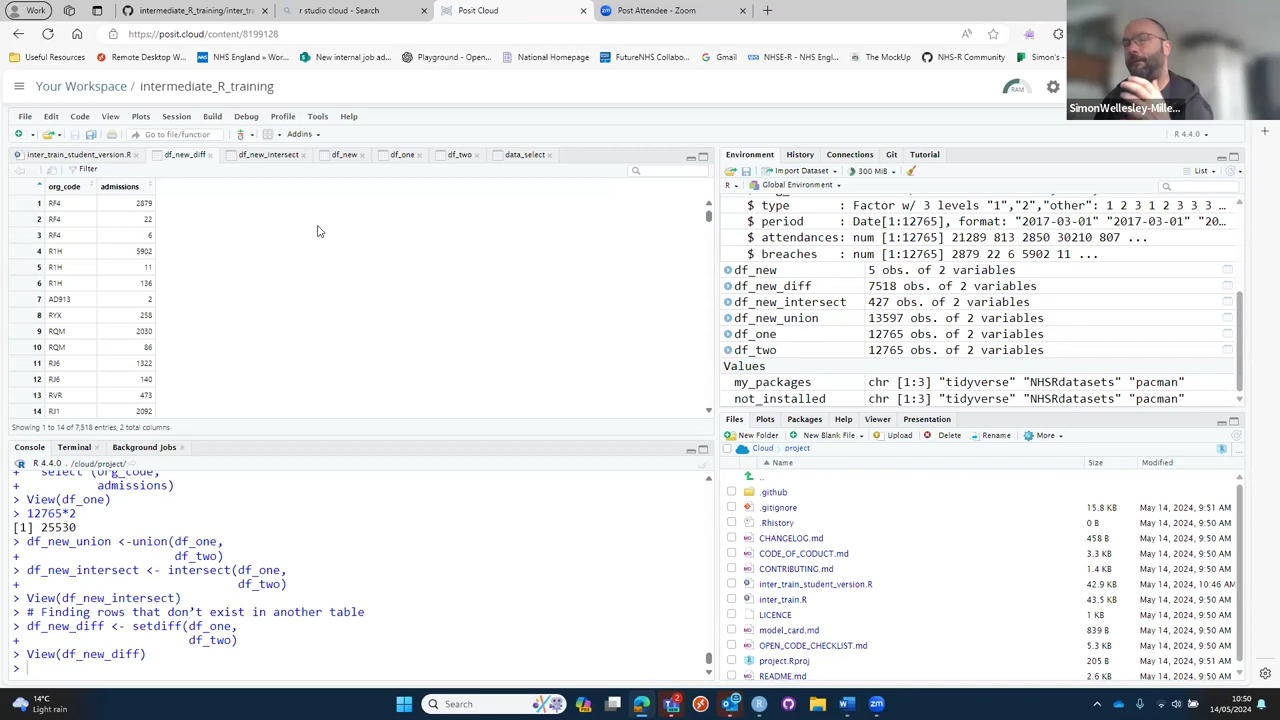 intermediate_R_training/inter_tra
r studio cloud - Search
Posit Cloud
Post Attendee - Zoom
https://posit.cloud/content/8199128
Useful Resources
Remote Desktop W...
NHS England » We...
New internal job ad...
Playground - Open...
National Homepage
FutureNHS Collabo...
Gmail
NHSE-R - NHS Engl...
The MockUp
NHS-R Community
Simon's
SimonWellesley-Mille...
Your Workspace / intermediate_R_training
RAM
File Edit Code View Plots Session Build Debug Profile Tools Help
Go to file/function
Addins
R 4.4.0
inter_train_student_version.R
df_new_diff
df_new_intersect
df_new
df_one
df_two
data_select
Filter
org_code admissions
1 RF4 2879
2 RF4 22
3 RF4 6
4 R1H 5902
5 R1H 11
6 R1H 136
7 AD913 2
8 RYX 258
9 RQM 2030
10 RQM 86
11 RJ6 1322
12 RJ6 140
13 RVR 473
14 RJ1 2092
Showing 1 to 14 of 7,518 entries, 2 total columns
Console Terminal Background Jobs
R 4.4.0 . /cloud/project/
+ select (org_code,
+ admissions)
> View(df_one)
> 12765*2
[1] 25530
> df_new_union <-union(df_one,
+ df_two)
> df_new_intersect <- intersect(df_one,
+ df_two)
> View(df_new_intersect)
> # Finding rows that don’t exist in another table
> df_new_diff <- setdiff(df_one,
+ df_two)
> View(df_new_diff)
>
Environment History Connections Git Tutorial
Import Dataset
300 MiB
List
R
Global Environment
$ type : Factor w/ 3 levels "1","2","other": 1 2 3 1 2 3 3 3 ...
$ period : Date[1:12765], format: "2017-03-01" "2017-03-01" "20...
$ attendances: num [1:12765] 21289 813 2850 30210 807 ...
$ breaches : num [1:12765] 2879 22 6 5902 11 ...
df_new 5 obs. of 2 variables
df_new_diff 7518 obs. of 2 variables
df_new_intersect 427 obs. of 2 variables
df_new_union 13597 obs. of 2 variables
df_one 12765 obs. of 2 variables
df_two 12765 obs. of 2 variables
Values
my_packages chr [1:3] "tidyverse" "NHSRdatasets" "pacman"
not_installed chr [1:3] "tidyverse" "NHSRdatasets" "pacman"
Files Plots Packages Help Viewer Presentation
New Folder New Blank File Upload Delete Rename More
Cloud project
Name Size Modified
..
.github
.gitignore 15.8 KB May 14, 2024, 9:51 AM
.Rhistory 0 B May 14, 2024, 9:50 AM
CHANGELOG.md 458 B May 14, 2024, 9:50 AM
CODE_OF_CODUCT.md 3.3 KB May 14, 2024, 9:50 AM
CONTRIBUTING.md 1.4 KB May 14, 2024, 9:50 AM
inter_train_student_version.R 42.9 KB May 14, 2024, 10:46 AM
inter_train.R 43.5 KB May 14, 2024, 9:50 AM
LICENCE 1 KB May 14, 2024, 9:50 AM
model_card.md 839 B May 14, 2024, 9:50 AM
OPEN_CODE_CHECKLIST.md 5.3 KB May 14, 2024, 9:50 AM
project.Rproj 205 B May 14, 2024, 9:51 AM
README.md 2.6 KB May 14, 2024, 9:50 AM
14°C
Light rain
Search
10:50
14/05/2024